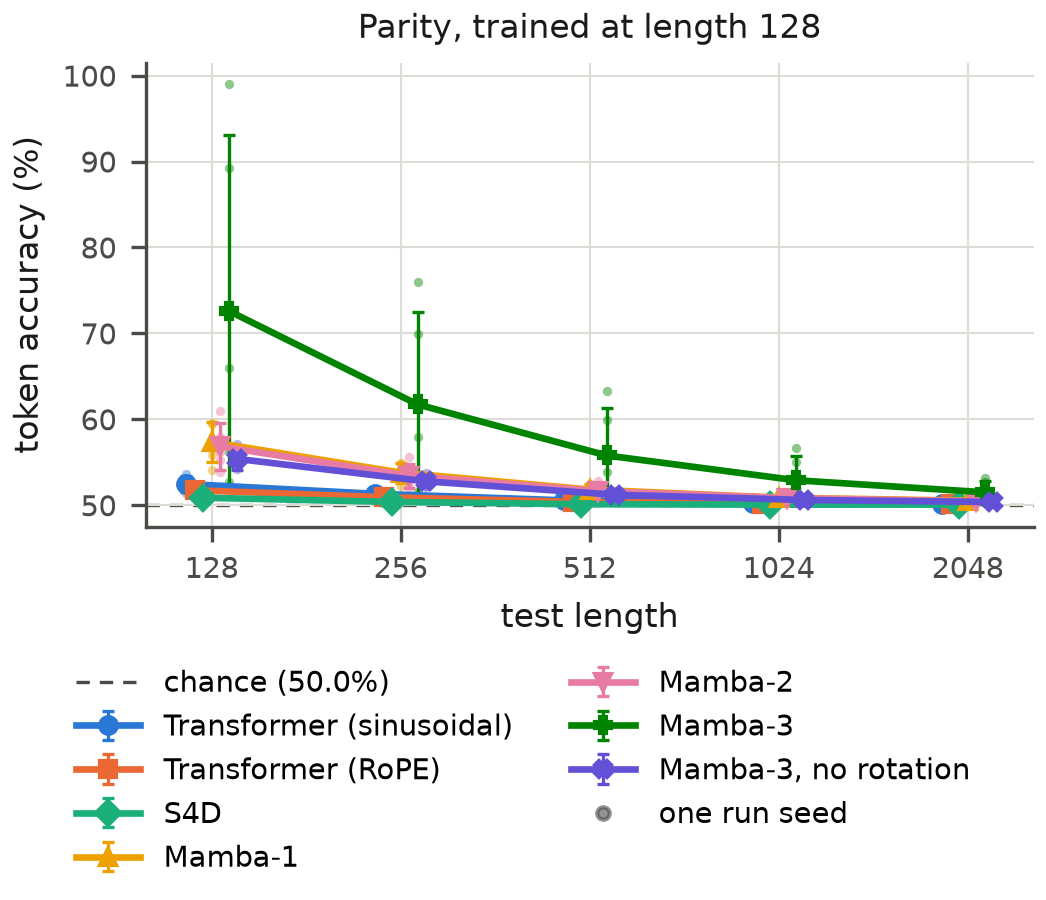 Parity, trained at length 128
token accuracy (%)
100
90
80
70
60
50
128 256 512 1024 2048
test length
chance (50.0%)
Transformer (sinusoidal)
Transformer (RoPE)
S4D
Mamba-1
Mamba-2
Mamba-3
Mamba-3, no rotation
one run seed